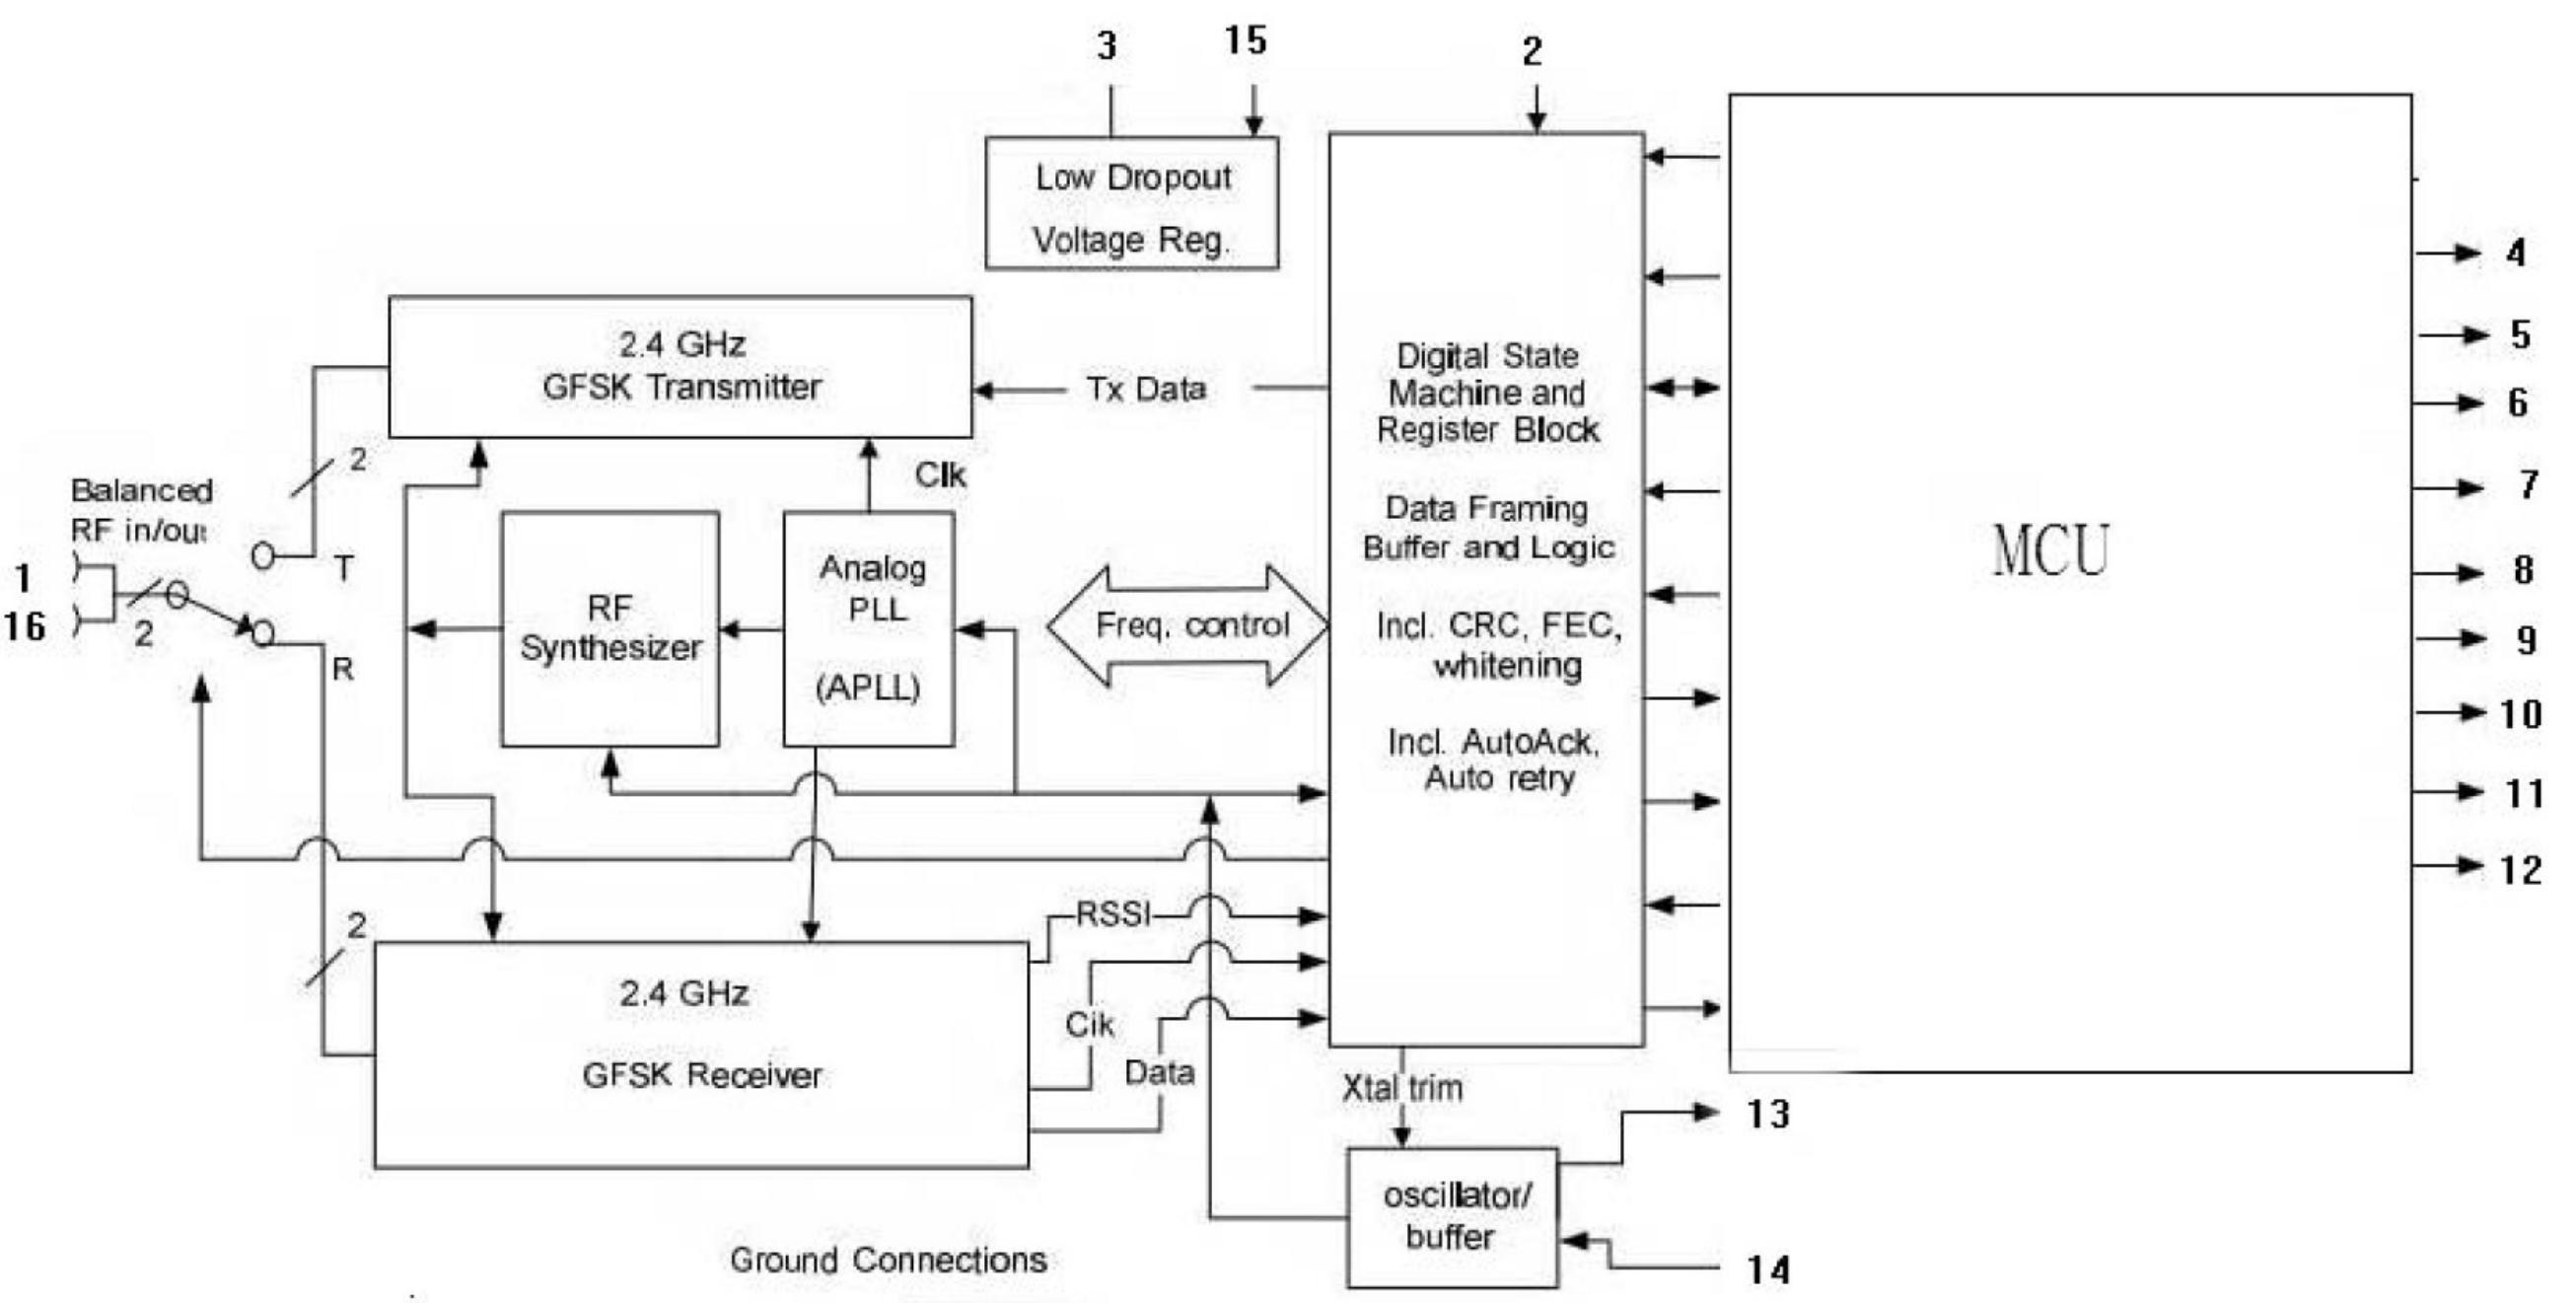 3
15
2
Low Dropout
Voltage Reg.
2.4 GHz
GFSK Transmitter
Tx Data
Digital State
Machine and
Register Block
Data Framing
Buffer and Logic
Incl. CRC, FEC,
whitening
Incl. AutoAck,
Auto retry
MCU
4
5
6
7
8
9
10
11
12
2
Clk
Balanced
RF in/out
T
1
16
2
R
RF
Synthesizer
Analog
PLL
(APLL)
Freq. control
2
RSSI
2.4 GHz
GFSK Receiver
Cik
Data
Xtal trim
13
oscillator/
buffer
14
Ground Connections